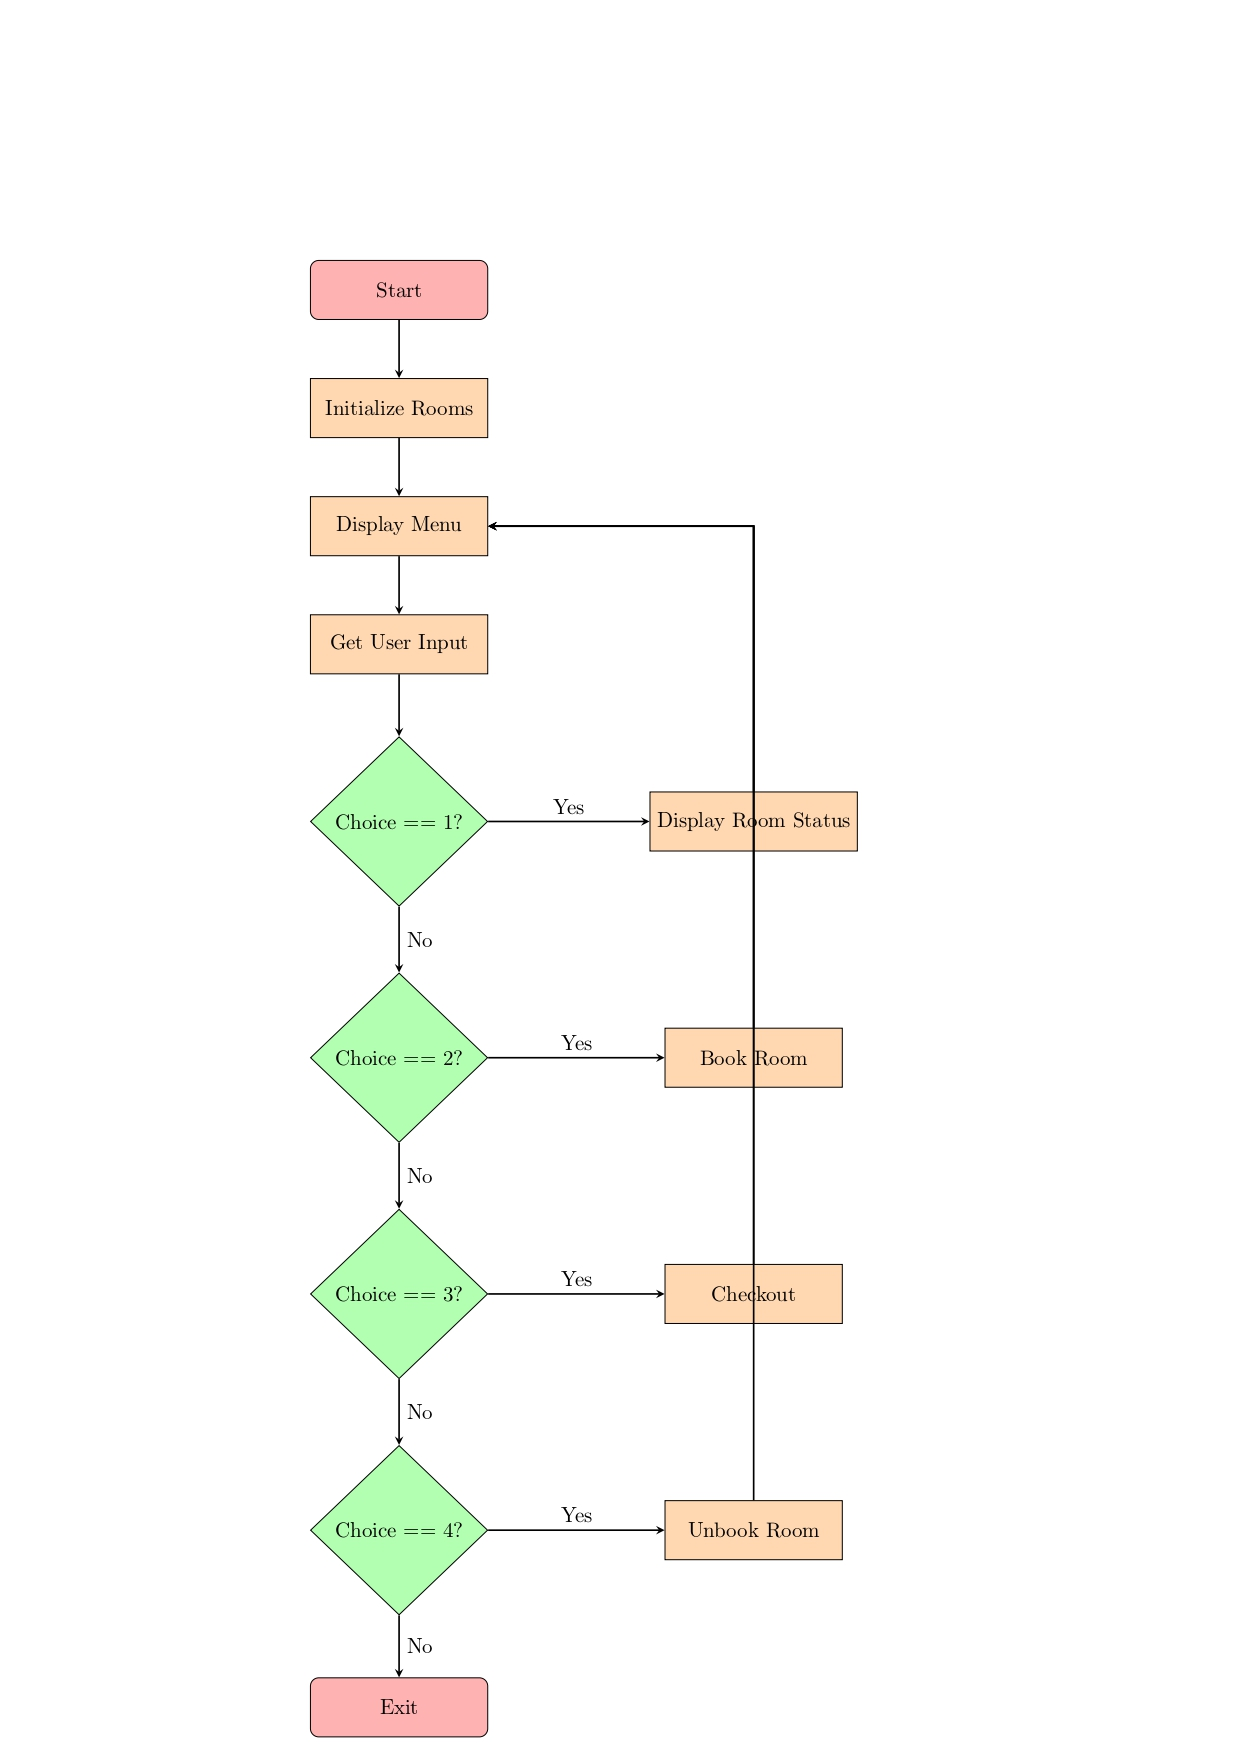 Start
Initialize Rooms
Display Menu
Get User Input
Choice == 1?
Yes
Display Room Status
No
Choice == 2?
Yes
Book Room
No
Choice == 3?
Yes
Checkout
No
Choice == 4?
Yes
Unbook Room
No
Exit